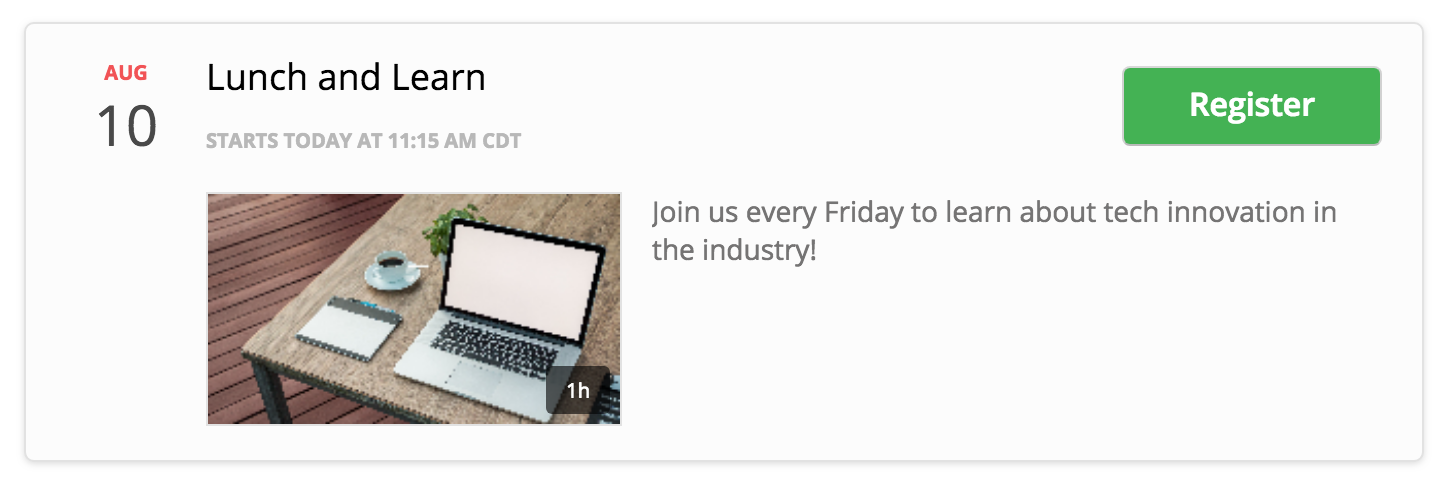 AUG
10
Lunch and Learn
STARTS TODAY AT 11:15 AM CDT
Register
Join us every Friday to learn about tech innovation in
the industry!
1h